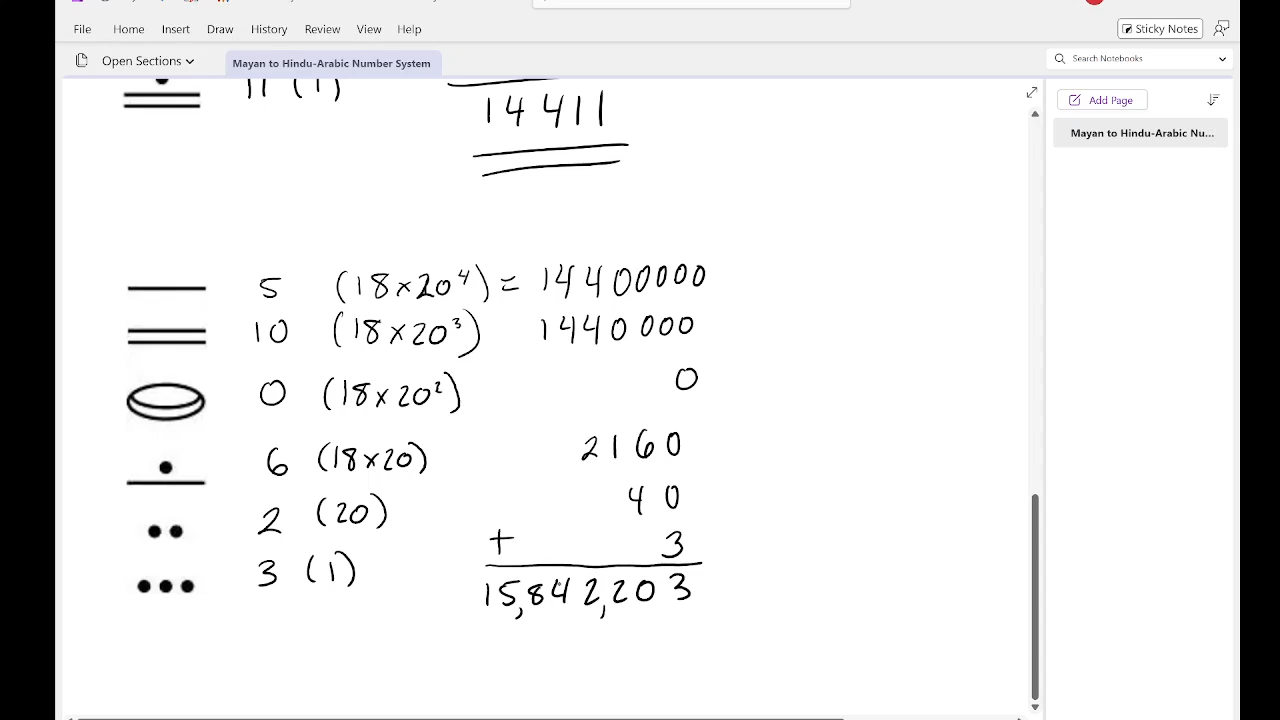 File Home Insert Draw History Review View Help Sticky Notes
Open Sections Mayan to Hindu-Arabic Number System Search Notebooks
Add Page
Mayan to Hindu-Arabic Nu...
11 (1)
14411
5 (18×20⁴) = 14400000
10 (18×20³) 1440000
0 (18×20²) 0
6 (18×20) 2160
2 (20) 40
3 (1) + 3
15,842,203